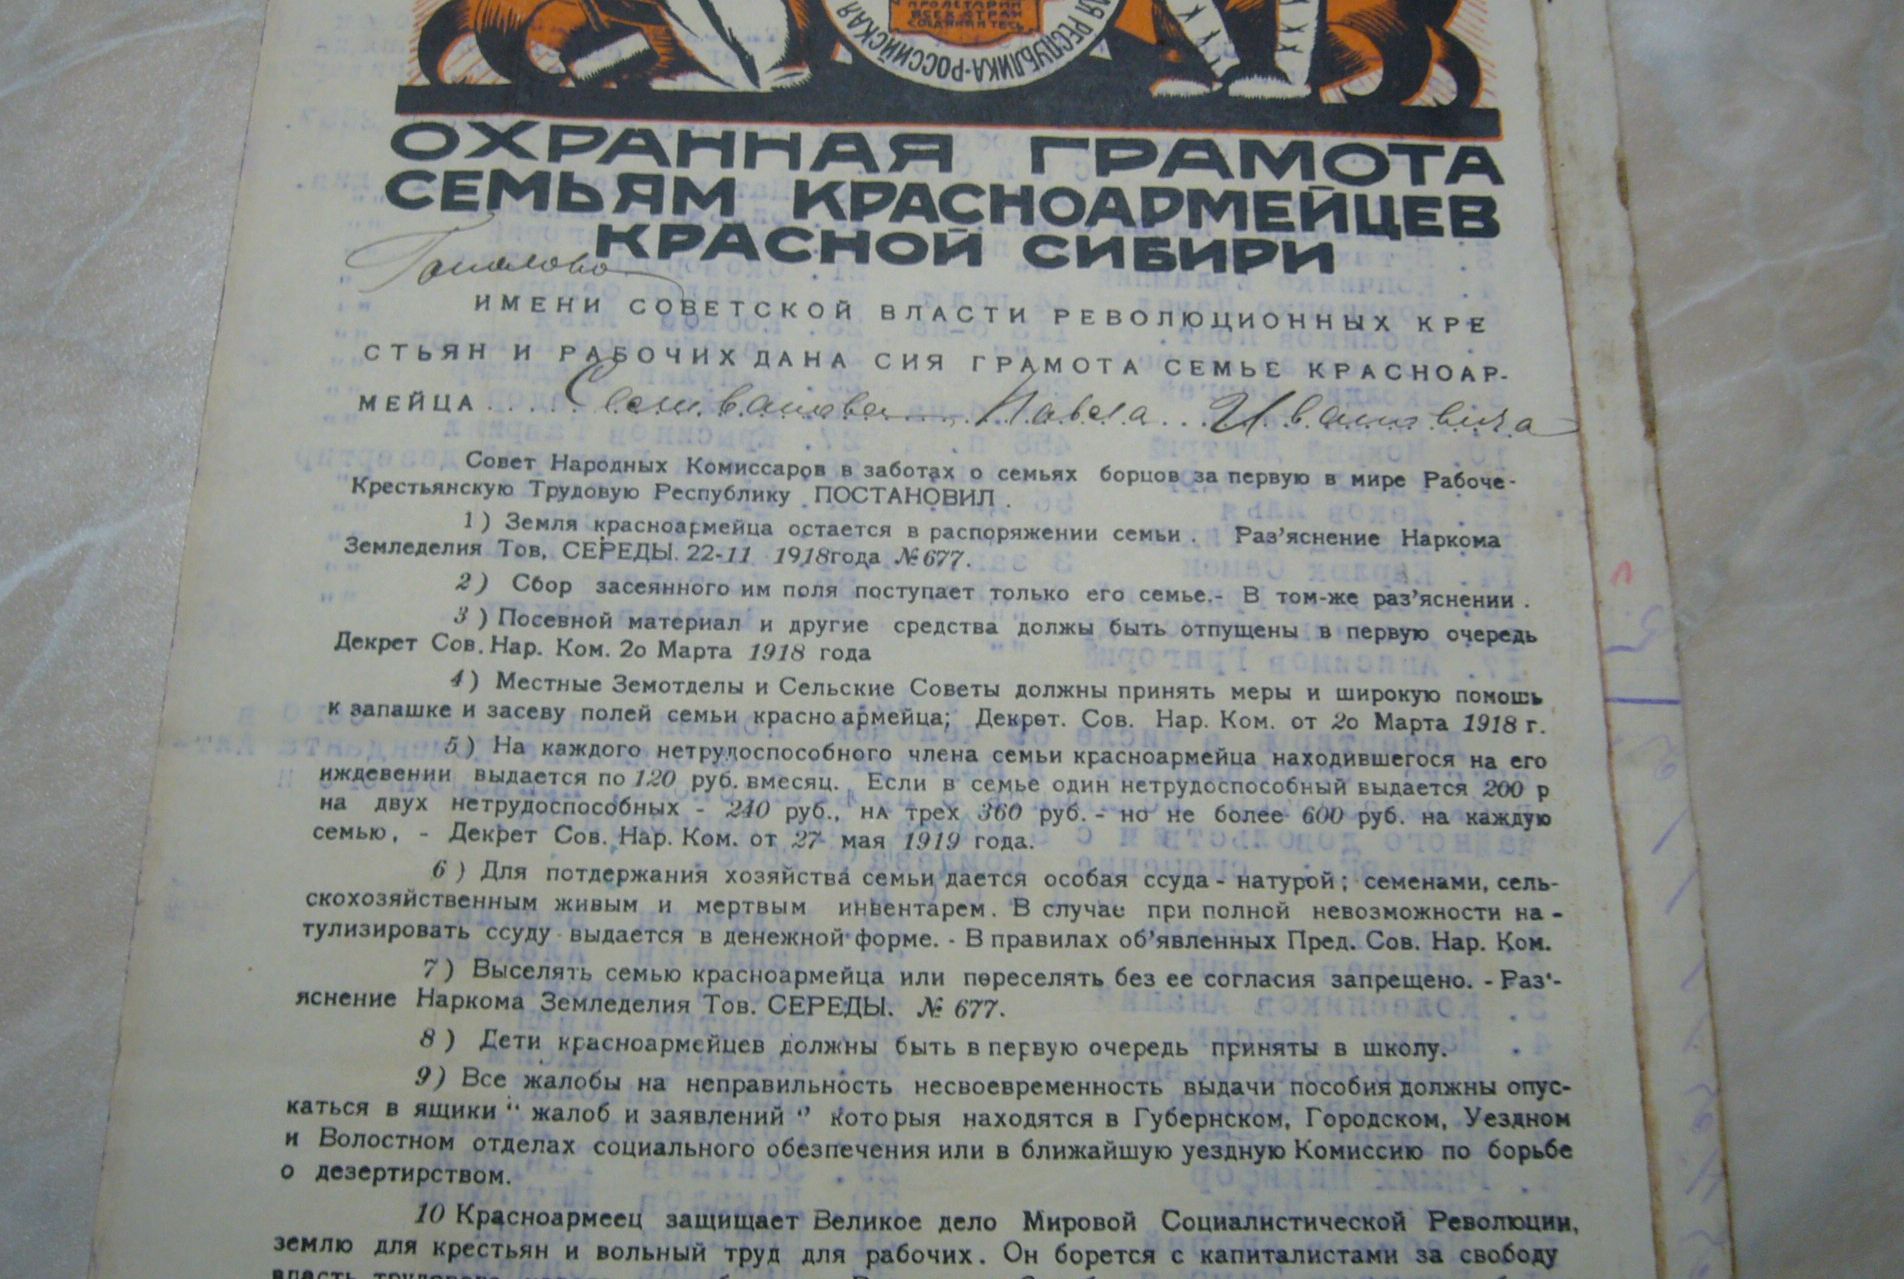 ПРОЛЕТАРИИ
ВСЕХ СТРАН
СОЕДИНЯЙТЕСЬ
РЕСПУБЛИКА-РОССИЙСКАЯ
ОХРАННАЯ ГРАМОТА
СЕМЬЯМ КРАСНОАРМЕЙЦЕВ
КРАСНОЙ СИБИРИ
ИМЕНИ СОВЕТСКОЙ ВЛАСТИ РЕВОЛЮЦИОННЫХ КРЕ
СТЬЯН И РАБОЧИХ ДАНА СИЯ ГРАМОТА СЕМЬЕ КРАСНОАР-
МЕЙЦА Селиванова Павла Ивановича
Совет Народных Комиссаров в заботах о семьях борцов за первую в мире Рабоче-
Крестьянскую Трудовую Республику ПОСТАНОВИЛ.
1) Земля красноармейца остается в распоряжении семьи. Раз'яснение Наркома
Земледелия Тов. СЕРЕДЫ. 22-11 1918года № 677.
2) Сбор засеянного им поля поступает только его семье.- В том-же раз'яснении.
3) Посевной материал и другие средства должы быть отпущены в первую очередь
Декрет Сов. Нар. Ком. 2о Марта 1918 года
4) Местные Земотделы и Сельские Советы должны принять меры и широкую помошь
к запашке и засеву полей семьи красноармейца; Декрет. Сов. Нар. Ком. от 2о Марта 1918 г.
5) На каждого нетрудоспособного члена семьи красноармейца находившегося на его
иждевении выдается по 120 руб. вмесяц. Если в семье один нетрудоспособный выдается 200 р
на двух нетрудоспособных - 240 руб., на трех 360 руб. - но не более 600 руб. на каждую
семью, - Декрет Сов. Нар. Ком. от 27 мая 1919 года.
6) Для потдержания хозяйства семьи дается особая ссуда - натурой; семенами, сель-
скохозяйственным живым и мертвым инвентарем. В случае при полной невозможности на-
тулизировать ссуду выдается в денежной форме. - В правилах об'явленных Пред. Сов. Нар. Ком.
7) Выселять семью красноармейца или переселять без ее согласия запрещено. - Раз'-
яснение Наркома Земледелия Тов. СЕРЕДЫ. № 677.
8) Дети красноармейцев должны быть в первую очередь приняты в школу.
9) Все жалобы на неправильность несвоевременность выдачи пособия должны опус-
каться в ящики " жалоб и заявлений " которыя находятся в Губернском, Городском, Уездном
и Волостном отделах социального обезпечения или в ближайшую уездную Комиссию по борьбе
о дезертирством.
10 Красноармеец защищает Великое дело Мировой Социалистической Революции,
землю для крестьян и вольный труд для рабочих. Он борется с капиталистами за свободу